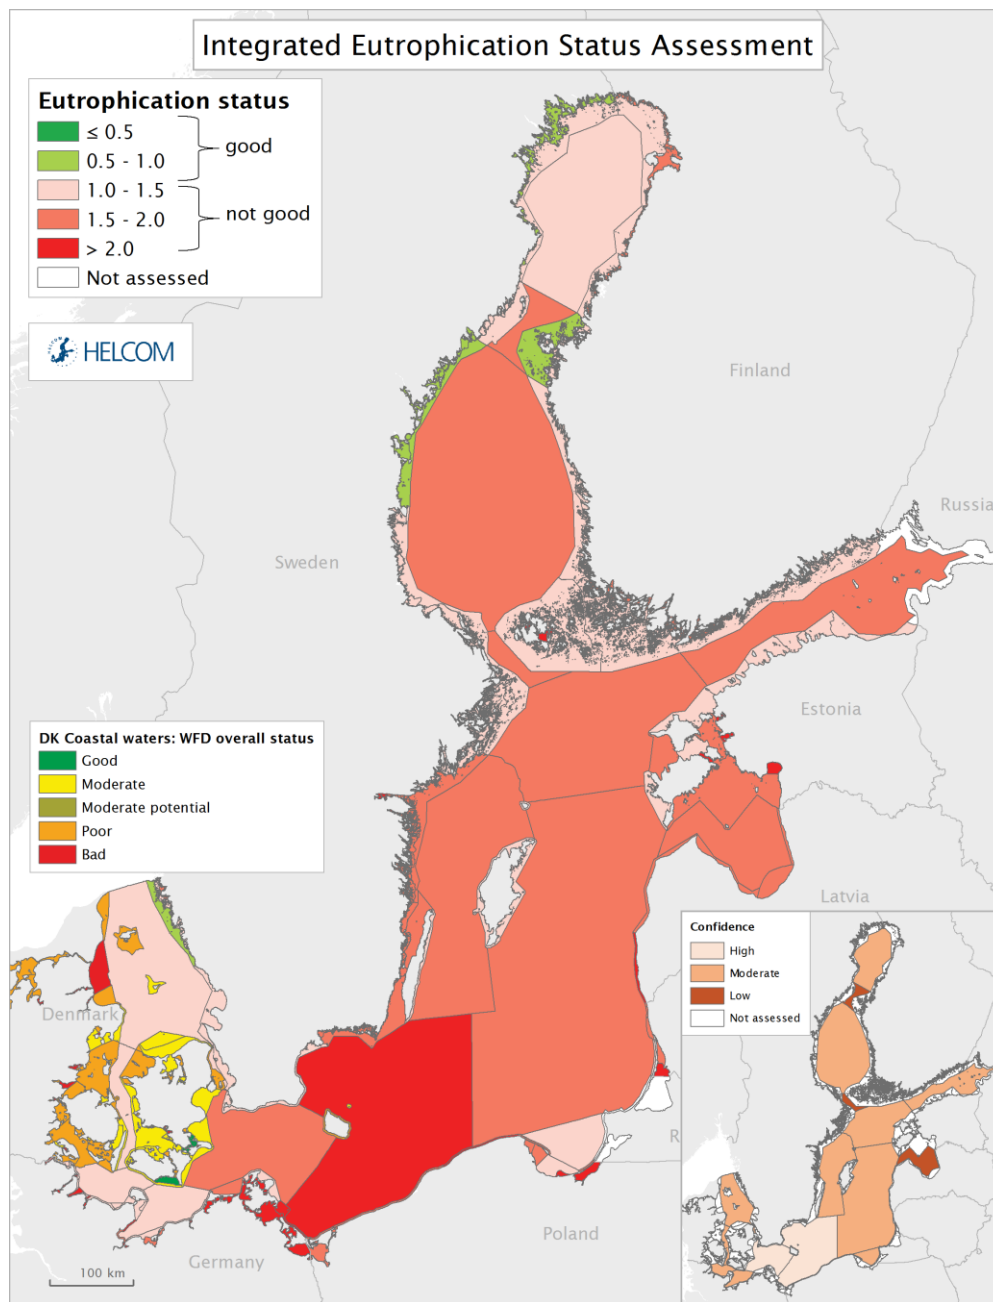 Integrated Eutrophication Status Assessment
Eutrophication status
≤ 0.5
0.5 - 1.0
good
1.0 - 1.5
1.5 - 2.0
not good
> 2.0
Not assessed
HELCOM
Finland
Russia
Sweden
Estonia
DK Coastal waters: WFD overall status
Good
Moderate
Moderate potential
Poor
Bad
Latvia
Confidence
High
Moderate
Low
Not assessed
Denmark
R
Poland
Germany
100 km